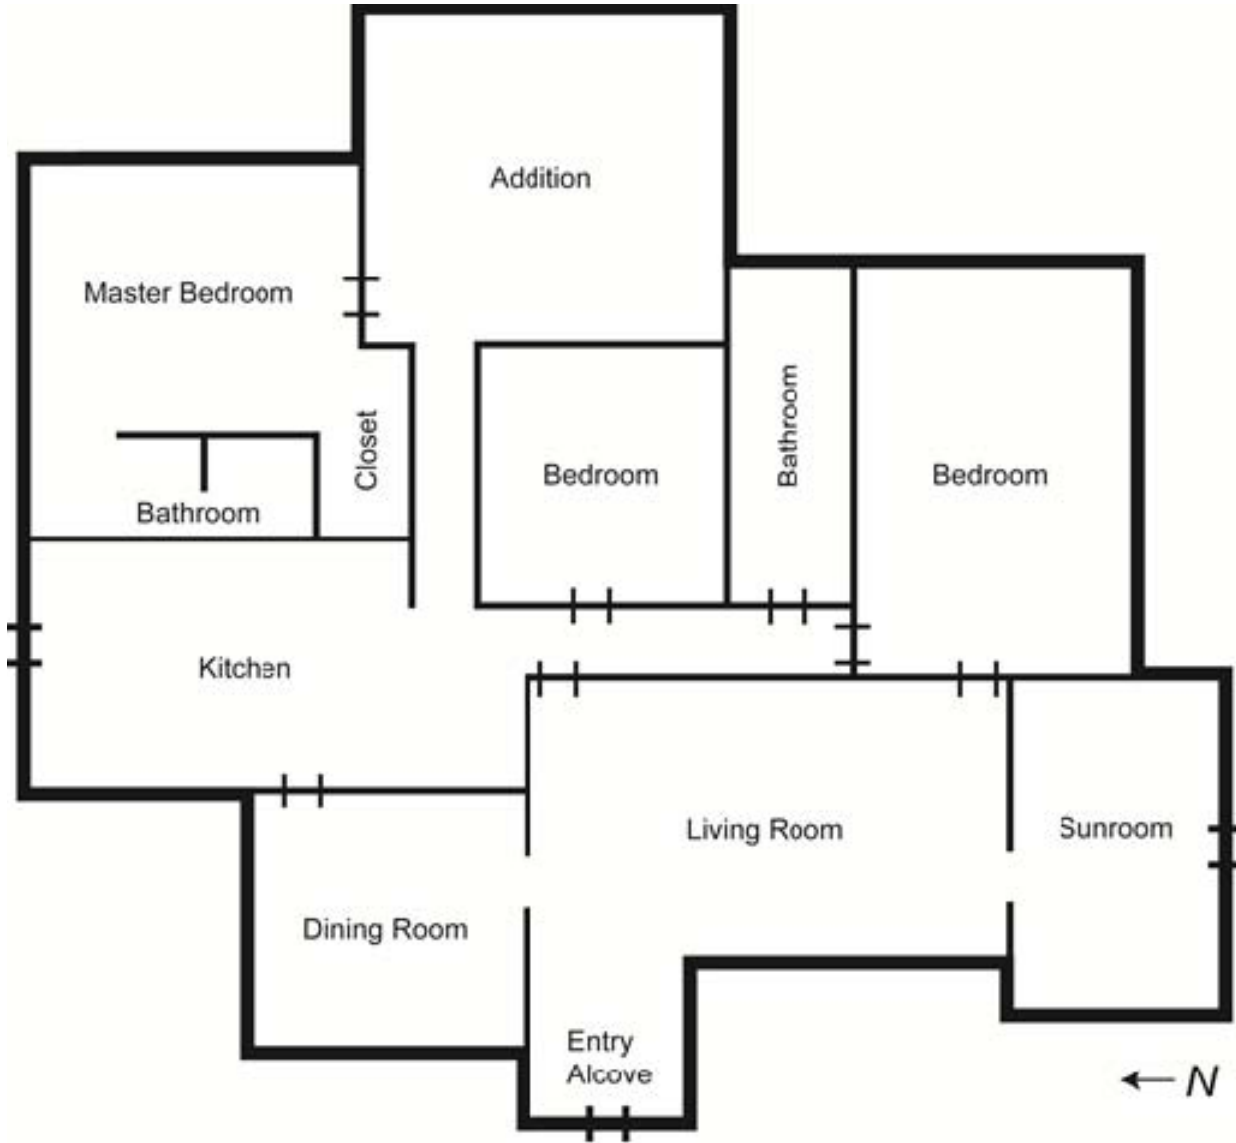 Addition
Master Bedroom
Closet
Bathroom
Bedroom
Bathroom
Bedroom
Kitchen
Living Room
Sunroom
Dining Room
Entry
Alcove
N